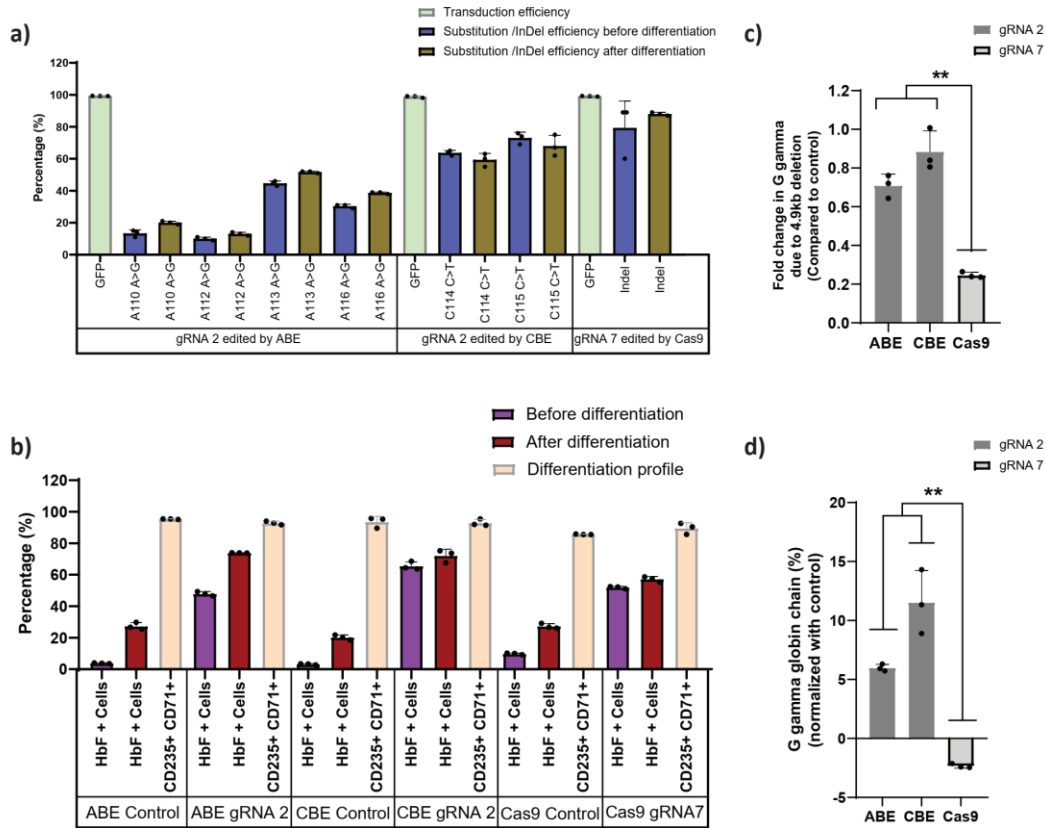 a)
Transduction efficiency
Substitution /InDel efficiency before differentiation
Substitution /InDel efficiency after differentiation
Percentage (%)
120
100
80
60
40
20
0
GFP
A110 A>G
A110 A>G
A112 A>G
A112 A>G
A113 A>G
A113 A>G
A116 A>G
A116 A>G
GFP
C114 C>T
C114 C>T
C115 C>T
C115 C>T
GFP
Indel
Indel
gRNA 2 edited by ABE
gRNA 2 edited by CBE
gRNA 7 edited by Cas9
c)
gRNA 2
gRNA 7
**
Fold change in G gamma
due to 4.9kb deletion
(Compared to control)
1.2
1.0
0.8
0.6
0.4
0.2
0.0
ABE
CBE
Cas9
b)
Before differentiation
After differentiation
Differentiation profile
Percentage (%)
120
100
80
60
40
20
0
HbF + Cells
HbF + Cells
CD235+ CD71+
HbF + Cells
HbF + Cells
CD235+ CD71+
HbF + Cells
HbF + Cells
CD235+ CD71+
HbF + Cells
HbF + Cells
CD235+ CD71+
HbF + Cells
HbF + Cells
CD235+ CD71+
HbF + Cells
HbF + Cells
CD235+ CD71+
ABE Control
ABE gRNA 2
CBE Control
CBE gRNA 2
Cas9 Control
Cas9 gRNA7
d)
gRNA 2
gRNA 7
**
G gamma globin chain (%)
(normalized with control)
20
15
10
5
0
-5
ABE
CBE
Cas9